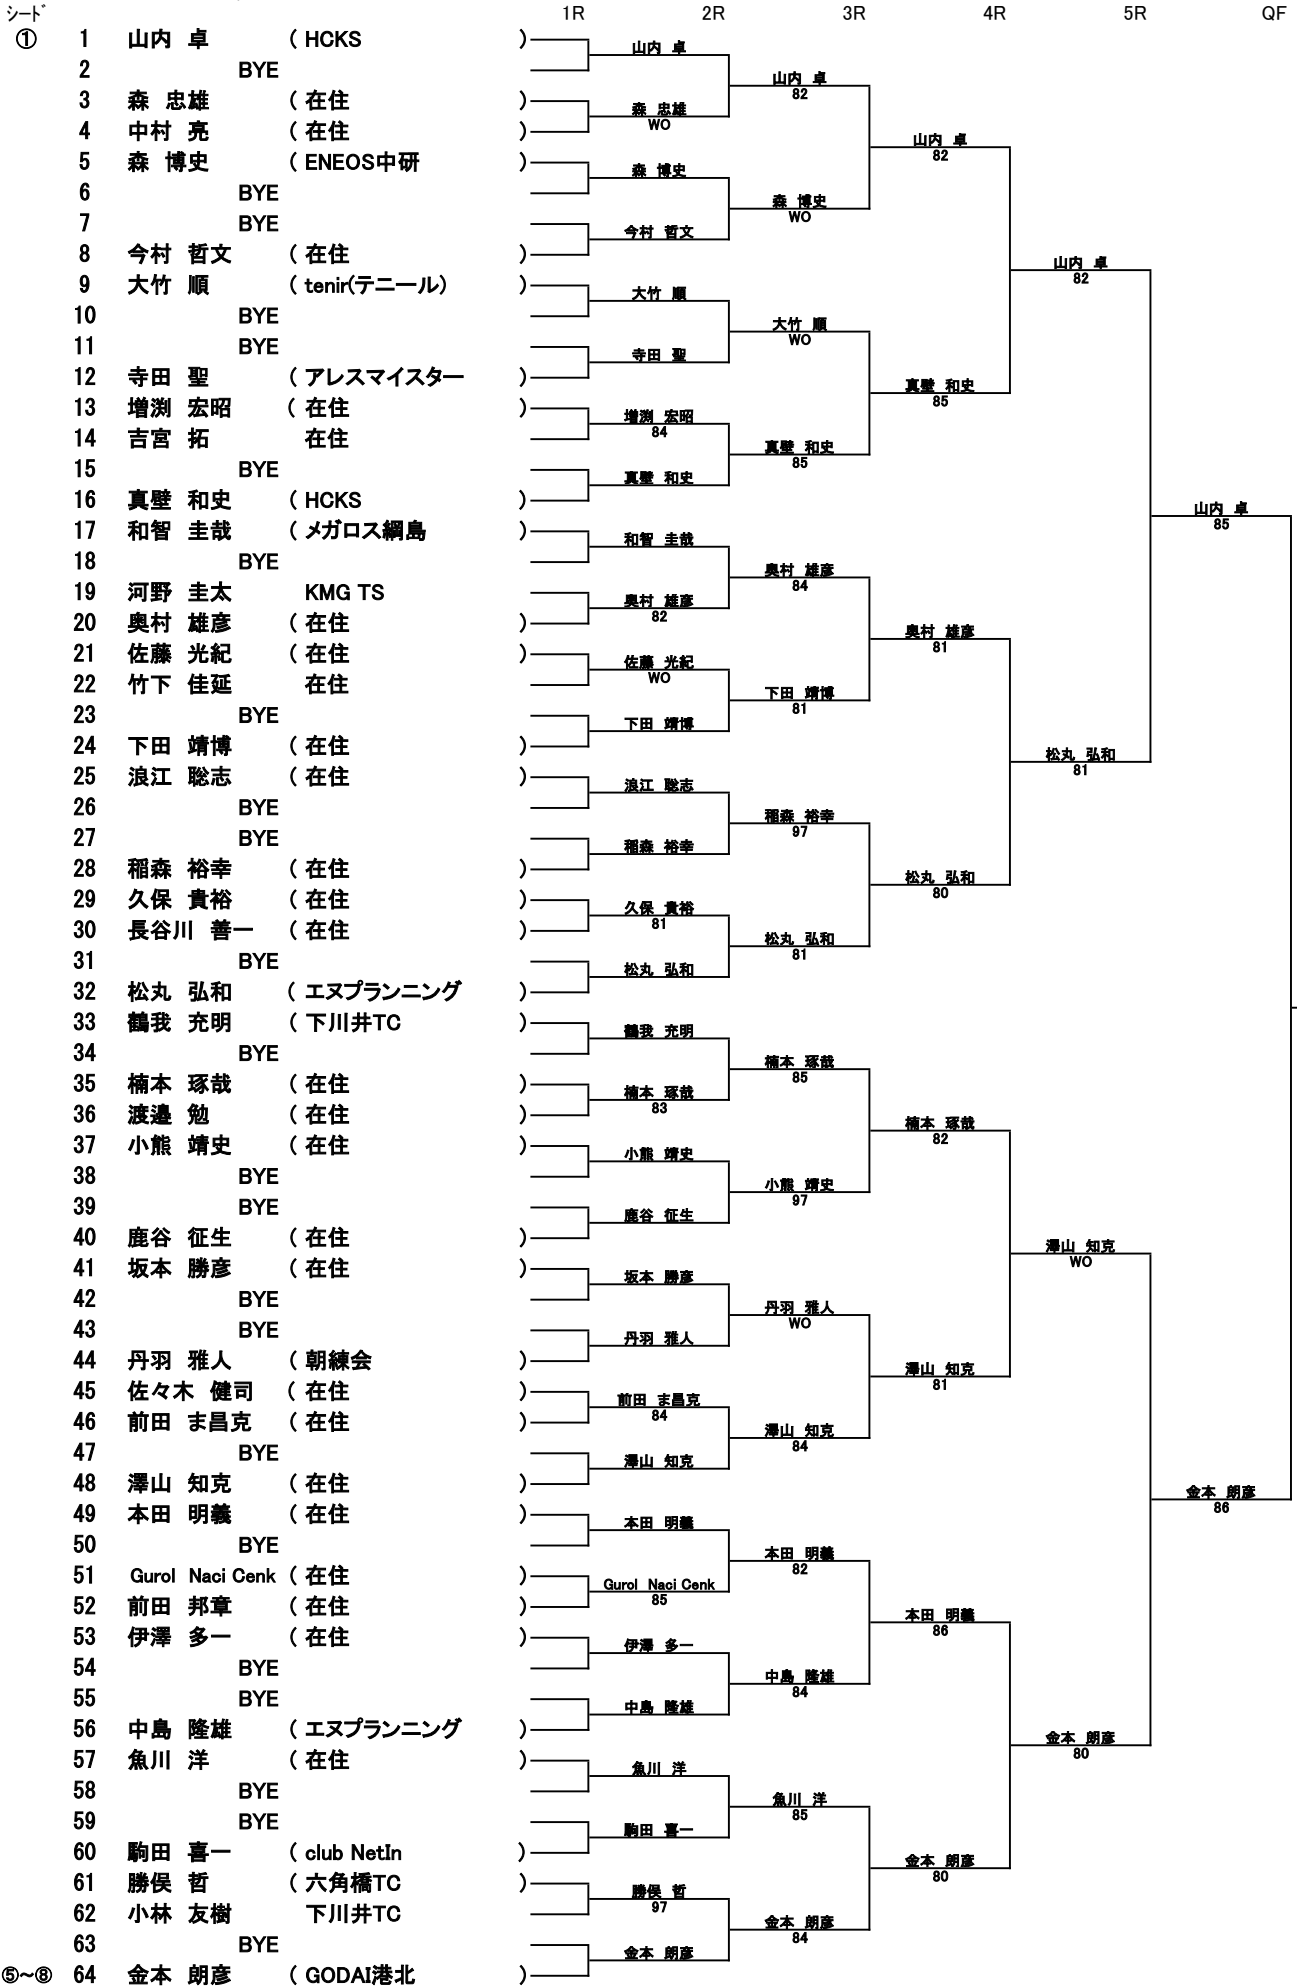 シード 1R 2R 3R 4R 5R QF
① 1 山内 卓 ( HCKS )
2 BYE
3 森 忠雄 ( 在住 )
4 中村 亮 ( 在住 )
5 森 博史 ( ENEOS中研 )
6 BYE
7 BYE
8 今村 哲文 ( 在住 )
9 大竹 順 ( tenir(テニール) )
10 BYE
11 BYE
12 寺田 聖 ( アレスマイスター )
13 増渕 宏昭 ( 在住 )
14 吉宮 拓 在住
15 BYE
16 真壁 和史 ( HCKS )
17 和智 圭哉 ( メガロス綱島 )
18 BYE
19 河野 圭太 KMG TS
20 奥村 雄彦 ( 在住 )
21 佐藤 光紀 ( 在住 )
22 竹下 佳延 在住
23 BYE
24 下田 靖博 ( 在住 )
25 浪江 聡志 ( 在住 )
26 BYE
27 BYE
28 稲森 裕幸 ( 在住 )
29 久保 貴裕 ( 在住 )
30 長谷川 善一 ( 在住 )
31 BYE
32 松丸 弘和 ( エヌプランニング )
33 鶴我 充明 ( 下川井TC )
34 BYE
35 楠本 琢哉 ( 在住 )
36 渡邉 勉 ( 在住 )
37 小熊 靖史 ( 在住 )
38 BYE
39 BYE
40 鹿谷 征生 ( 在住 )
41 坂本 勝彦 ( 在住 )
42 BYE
43 BYE
44 丹羽 雅人 ( 朝練会 )
45 佐々木 健司 ( 在住 )
46 前田 ま昌克 ( 在住 )
47 BYE
48 澤山 知克 ( 在住 )
49 本田 明義 ( 在住 )
50 BYE
51 Gurol Naci Cenk ( 在住 )
52 前田 邦章 ( 在住 )
53 伊澤 多一 ( 在住 )
54 BYE
55 BYE
56 中島 隆雄 ( エヌプランニング )
57 魚川 洋 ( 在住 )
58 BYE
59 BYE
60 駒田 喜一 ( club NetIn )
61 勝俣 哲 ( 六角橋TC )
62 小林 友樹 下川井TC
63 BYE
⑤~⑧ 64 金本 朗彦 ( GODAI港北 )
山内 卓
森 忠雄
WO
森 博史
今村 哲文
大竹 順
寺田 聖
増渕 宏昭
84
真壁 和史
和智 圭哉
奥村 雄彦
82
佐藤 光紀
WO
下田 靖博
浪江 聡志
稲森 裕幸
久保 貴裕
81
松丸 弘和
鶴我 充明
楠本 琢哉
83
小熊 靖史
鹿谷 征生
坂本 勝彦
丹羽 雅人
前田 ま昌克
84
澤山 知克
本田 明義
Gurol Naci Cenk
85
伊澤 多一
中島 隆雄
魚川 洋
駒田 喜一
勝俣 哲
97
金本 朗彦
山内 卓
82
森 博史
WO
大竹 順
WO
真壁 和史
85
奥村 雄彦
84
下田 靖博
81
稲森 裕幸
97
松丸 弘和
81
楠本 琢哉
85
小熊 靖史
97
丹羽 雅人
WO
澤山 知克
84
本田 明義
82
中島 隆雄
84
魚川 洋
85
金本 朗彦
84
山内 卓
82
真壁 和史
85
奥村 雄彦
81
松丸 弘和
80
楠本 琢哉
82
澤山 知克
81
本田 明義
86
金本 朗彦
80
山内 卓
82
松丸 弘和
81
澤山 知克
WO
金本 朗彦
80
山内 卓
85
金本 朗彦
86